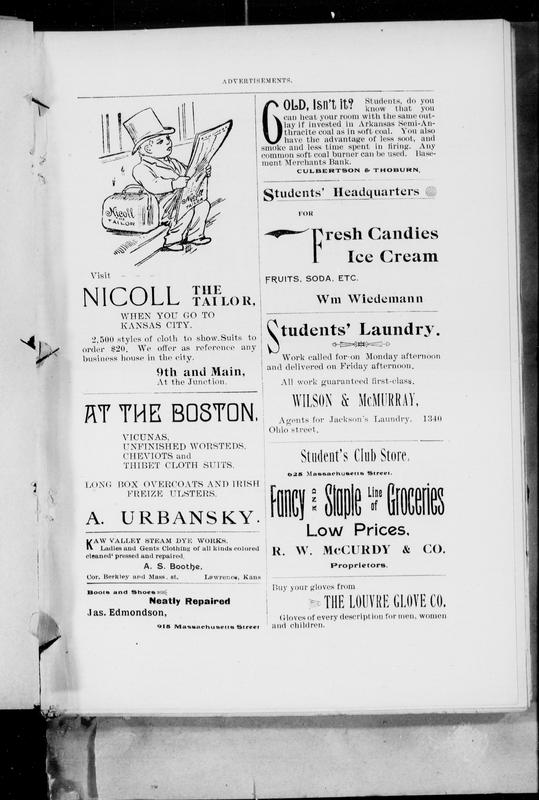 ADVERTISEMENTS.
Nicoll
THE
TAILOR
NICOLL
THE
TAILOR
Visit
NICOLL THE TAILOR,
WHEN YOU GO TO
KANSAS CITY.
2,500 styles of cloth to show. Suits to
order $20. We offer as reference any
business house in the city.
9th and Main,
At the Junction.
AT THE BOSTON,
VICUNAS,
UNFINISHED WORSTEDS,
CHEVIOTS and
THIBET CLOTH SUITS.
LONG BOX OVERCOATS AND IRISH
FREIZE ULSTERS.
A. URBANSKY.
KAW VALLEY STEAM DYE WORKS.
Ladies and Gents Clothing of all kinds colored
cleaned' pressed and repaired.
A. S. Boothe.
Cor. Berkley and Mass. st, Lawrence, Kans
Boots and Shoes
Neatly Repaired
Jas. Edmondson,
915 Massachusetts Street
COLD, Isn't it? Students, do you
know that you
can heat your room with the same out-
lay if invested in Arkansas Semi-An-
thracite coal as in soft coal. You also
have the advantage of less soot, and
smoke and less time spent in firing. Any
common soft coal burner can be used. Base-
ment Merchants Bank.
CULBERTSON & THOBURN,
Students' Headquarters
FOR
Fresh Candies
Ice Cream
FRUITS, SODA, ETC.
Wm Wiedemann
Students' Laundry.
Work called for on Monday afternoon
and delivered on Friday afternoon.
All work guaranteed first-class.
WILSON & McMURRAY,
Agents for Jackson's Laundry. 1340
Ohio street.
Student's Club Store,
625 Massachusetts Street.
Fancy AND Staple Line of Groceries
Low Prices,
R. W. McCURDY & CO.
Proprietors.
Buy your gloves from
THE LOUVRE GLOVE CO.
Gloves of every description for men, women
and children.